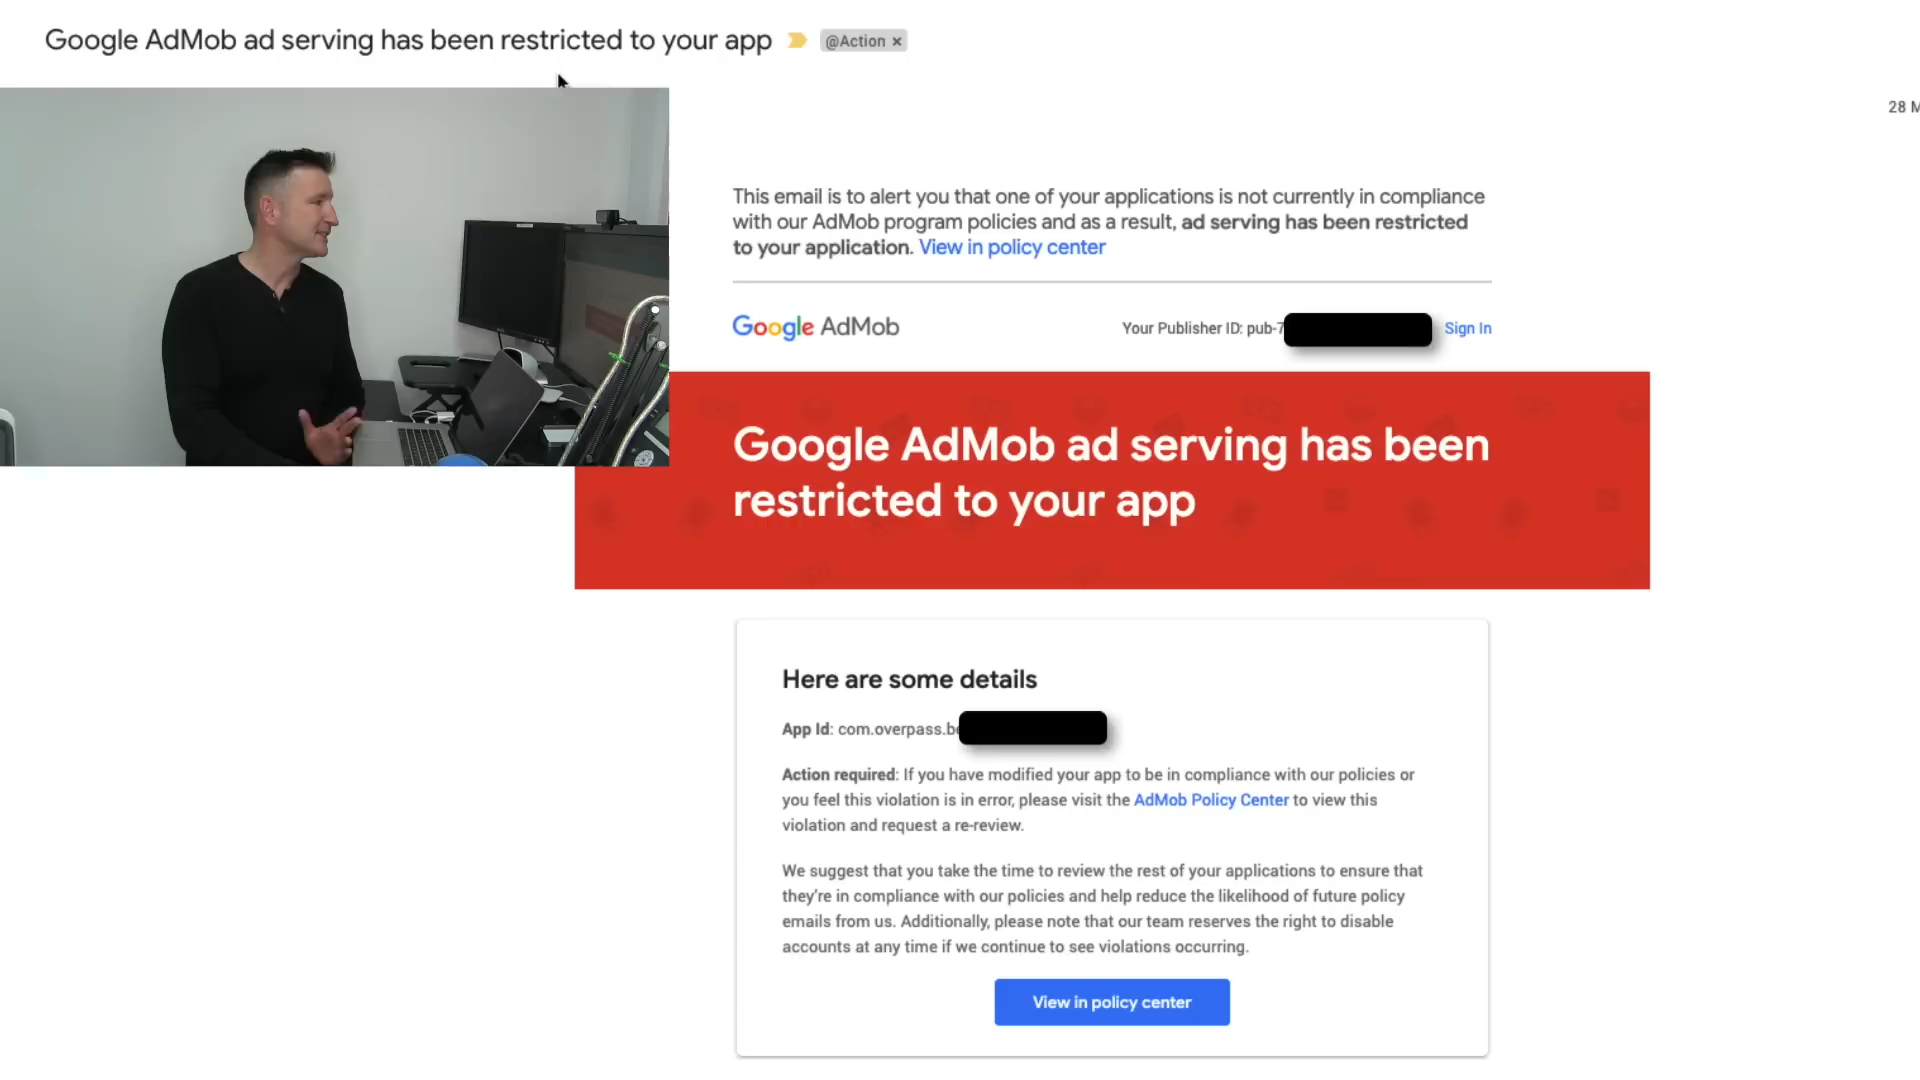 Google AdMob ad serving has been restricted to your app
@Action ×
28 M
This email is to alert you that one of your applications is not currently in compliance
with our AdMob program policies and as a result, ad serving has been restricted
to your application. View in policy center
Google AdMob
Your Publisher ID: pub-7
Sign In
Google AdMob ad serving has been
restricted to your app
Here are some details
App Id: com.overpass.b
Action required: If you have modified your app to be in compliance with our policies or
you feel this violation is in error, please visit the AdMob Policy Center to view this
violation and request a re-review.
We suggest that you take the time to review the rest of your applications to ensure that
they're in compliance with our policies and help reduce the likelihood of future policy
emails from us. Additionally, please note that our team reserves the right to disable
accounts at any time if we continue to see violations occurring.
View in policy center